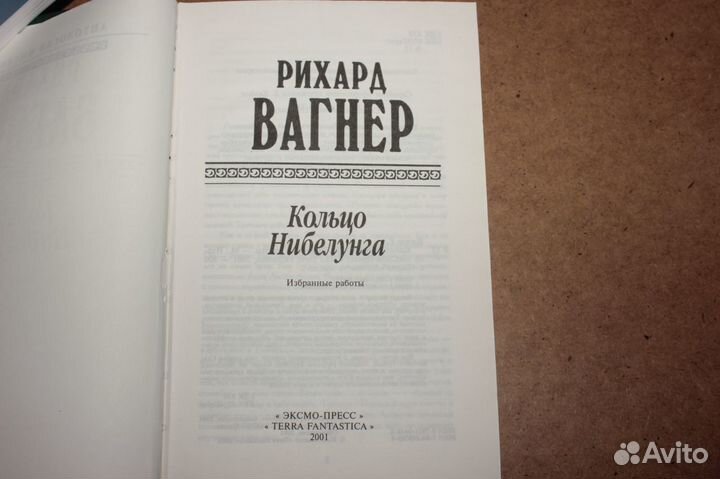 РИХАРД
ВАГНЕР
Кольцо
Нибелунга
Избранные работы
« ЭКСМО-ПРЕСС »
« TERRA FANTASTICA »
2001
Avito